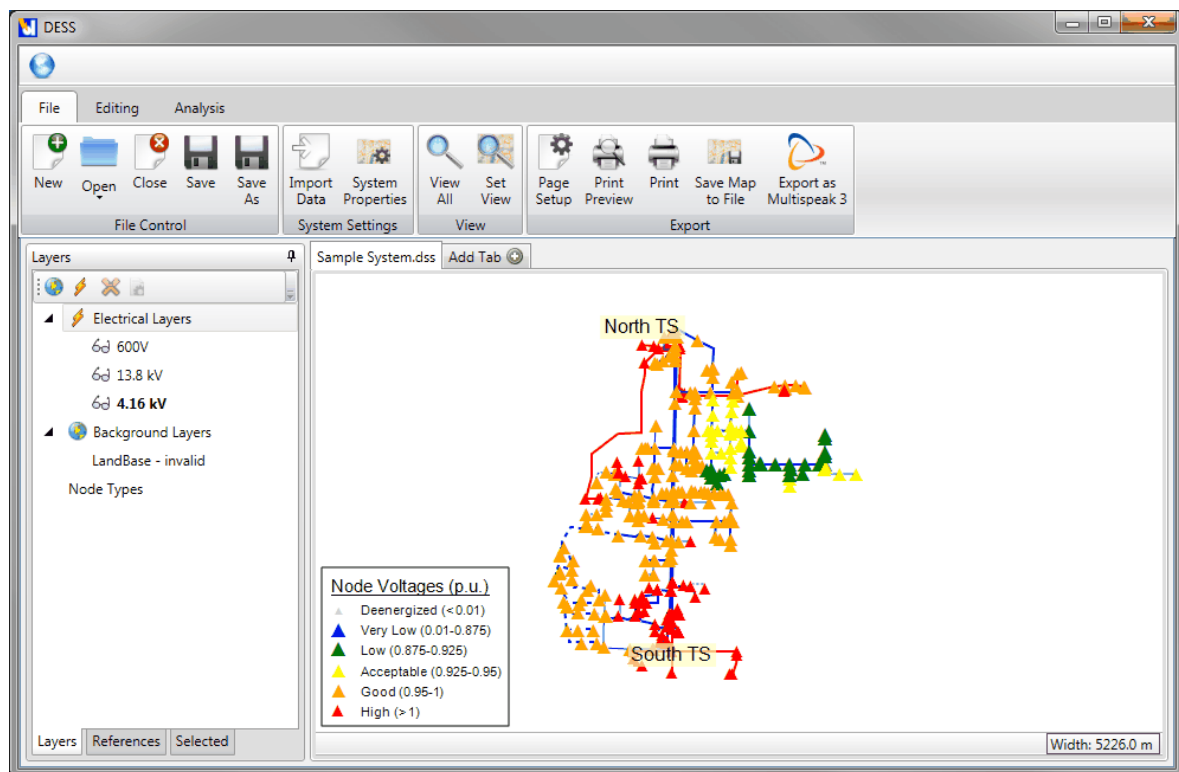 DESS
File Editing Analysis
New Open Close Save Save As
Import Data System Properties
View All Set View
Page Setup Print Preview Print Save Map to File Export as Multispeak 3
File Control System Settings View Export
Layers
Sample System.dss Add Tab
Electrical Layers
600V
13.8 kV
4.16 kV
Background Layers
LandBase - invalid
Node Types
North TS
South TS
Node Voltages (p.u.)
Deenergized (<0.01)
Very Low (0.01-0.875)
Low (0.875-0.925)
Acceptable (0.925-0.95)
Good (0.95-1)
High (>1)
Layers References Selected
Width: 5226.0 m